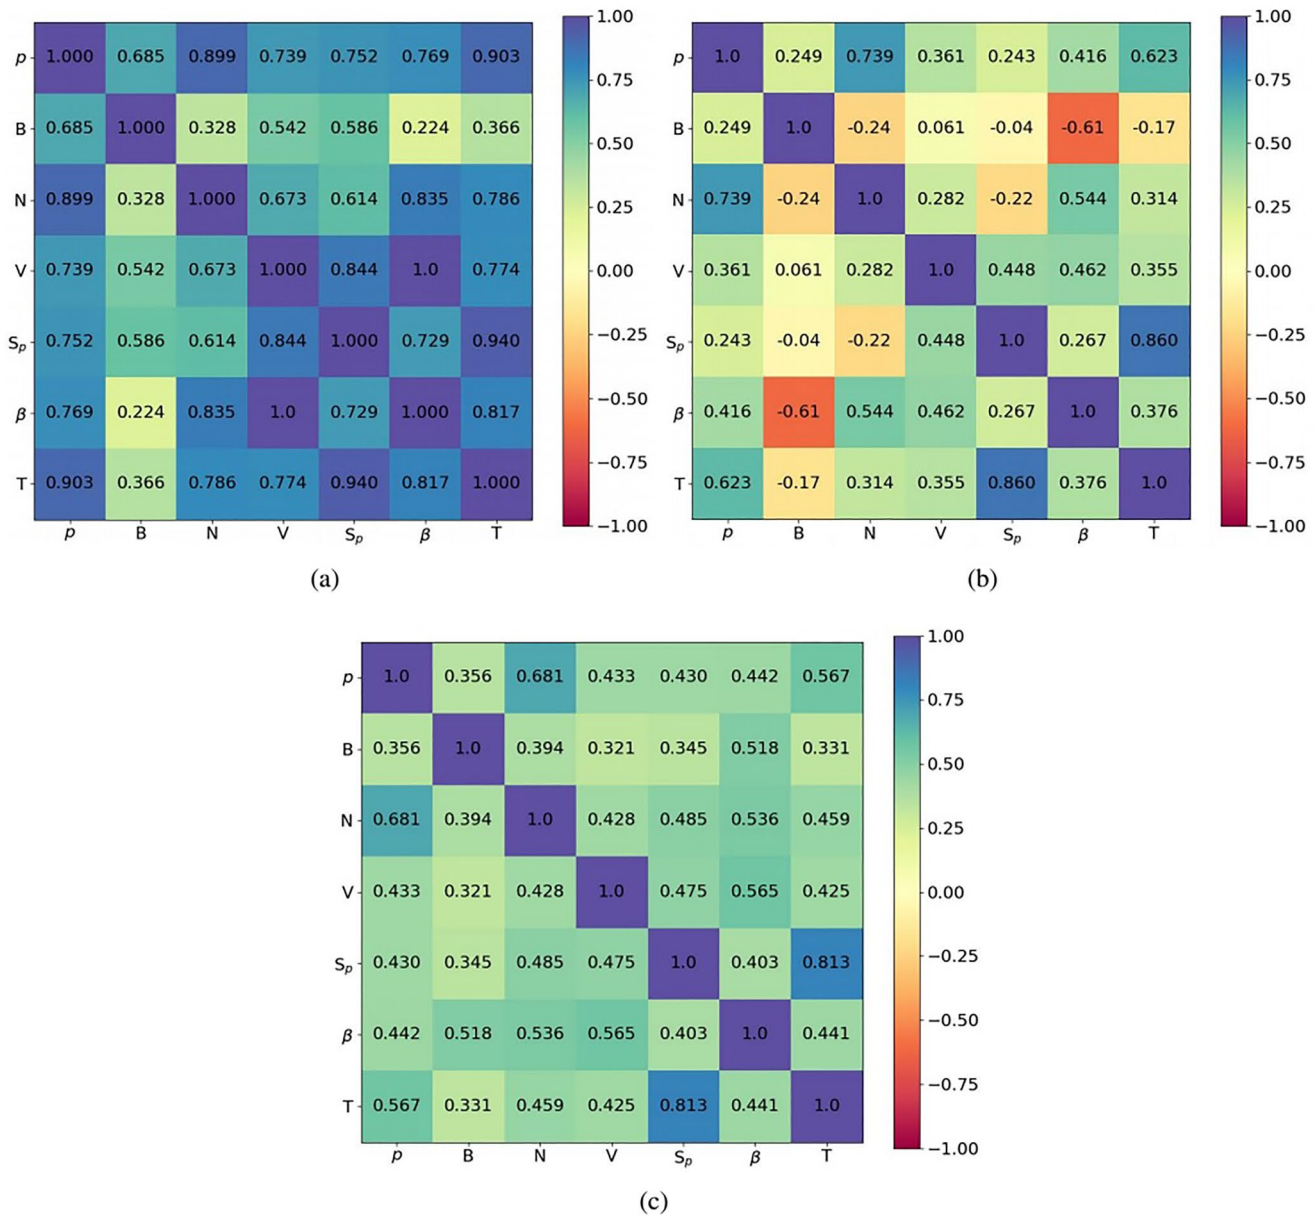 p 1.000 0.685 0.899 0.739 0.752 0.769 0.903
B 0.685 1.000 0.328 0.542 0.586 0.224 0.366
N 0.899 0.328 1.000 0.673 0.614 0.835 0.786
V 0.739 0.542 0.673 1.000 0.844 1.0 0.774
Sp 0.752 0.586 0.614 0.844 1.000 0.729 0.940
β 0.769 0.224 0.835 1.0 0.729 1.000 0.817
T 0.903 0.366 0.786 0.774 0.940 0.817 1.000
p B N V Sp β T
1.00
0.75
0.50
0.25
0.00
−0.25
−0.50
−0.75
−1.00
(a)
p 1.0 0.249 0.739 0.361 0.243 0.416 0.623
B 0.249 1.0 -0.24 0.061 -0.04 -0.61 -0.17
N 0.739 -0.24 1.0 0.282 -0.22 0.544 0.314
V 0.361 0.061 0.282 1.0 0.448 0.462 0.355
Sp 0.243 -0.04 -0.22 0.448 1.0 0.267 0.860
β 0.416 -0.61 0.544 0.462 0.267 1.0 0.376
T 0.623 -0.17 0.314 0.355 0.860 0.376 1.0
p B N V Sp β T
1.00
0.75
0.50
0.25
0.00
−0.25
−0.50
−0.75
−1.00
(b)
p 1.0 0.356 0.681 0.433 0.430 0.442 0.567
B 0.356 1.0 0.394 0.321 0.345 0.518 0.331
N 0.681 0.394 1.0 0.428 0.485 0.536 0.459
V 0.433 0.321 0.428 1.0 0.475 0.565 0.425
Sp 0.430 0.345 0.485 0.475 1.0 0.403 0.813
β 0.442 0.518 0.536 0.565 0.403 1.0 0.441
T 0.567 0.331 0.459 0.425 0.813 0.441 1.0
p B N V Sp β T
1.00
0.75
0.50
0.25
0.00
−0.25
−0.50
−0.75
−1.00
(c)